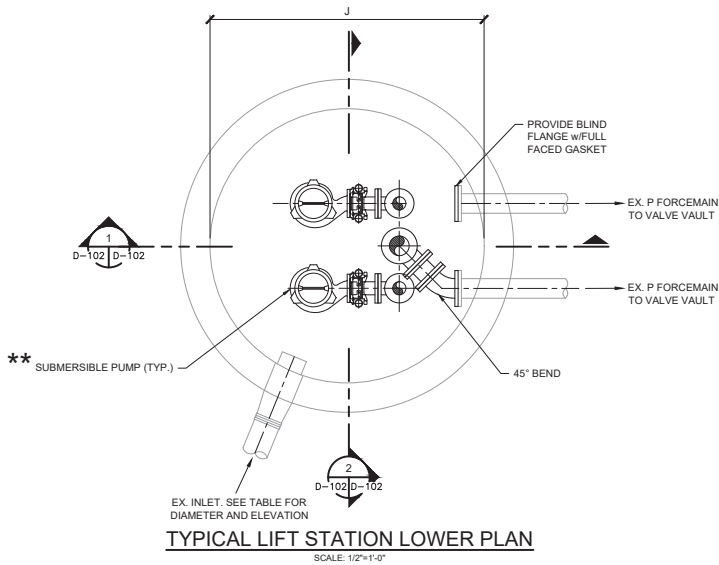 J
PROVIDE BLIND
FLANGE w/FULL
FACED GASKET
EX. P FORCEMAIN
TO VALVE VAULT
1
D-102 D-102
EX. P FORCEMAIN
TO VALVE VAULT
** SUBMERSIBLE PUMP (TYP.)
45° BEND
2
D-102 D-102
EX. INLET. SEE TABLE FOR
DIAMETER AND ELEVATION
TYPICAL LIFT STATION LOWER PLAN
SCALE: 1/2"=1'-0"